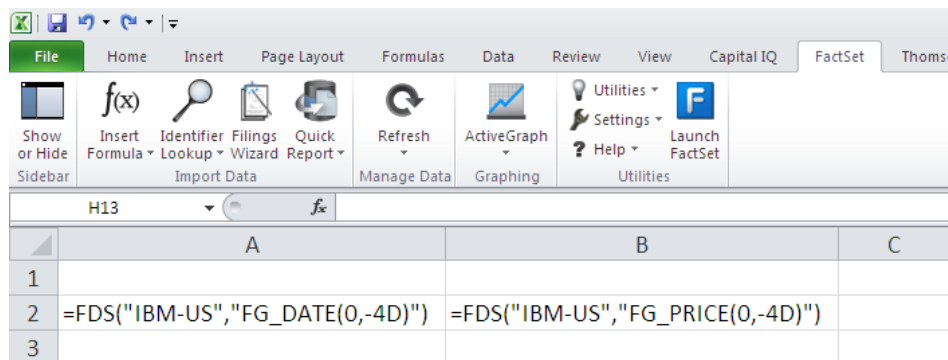 File Home Insert Page Layout Formulas Data Review View Capital IQ FactSet Thoms
f(x)
Utilities
Settings
Help
Show or Hide
Insert Formula
Identifier Lookup
Filings Wizard
Quick Report
Refresh
ActiveGraph
Launch FactSet
Sidebar Import Data Manage Data Graphing Utilities
H13 fx
A B C
1
2 =FDS("IBM-US","FG_DATE(0,-4D)") =FDS("IBM-US","FG_PRICE(0,-4D)")
3